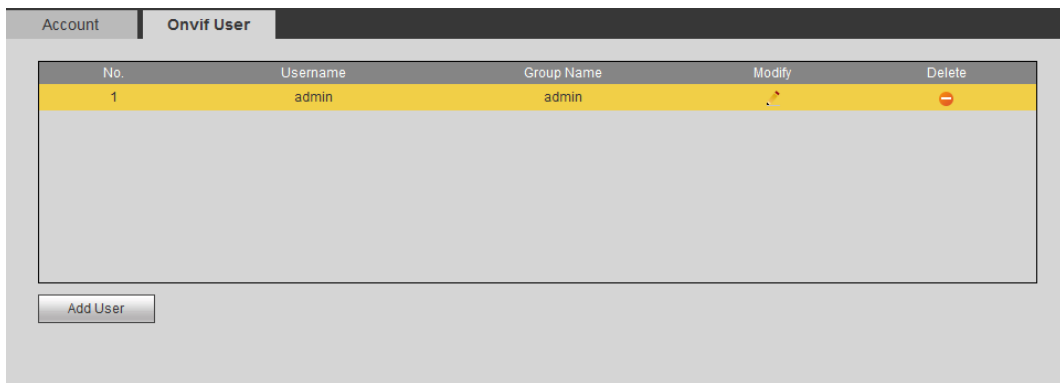 Account Onvif User
No. Username Group Name Modify Delete
1 admin admin
Add User